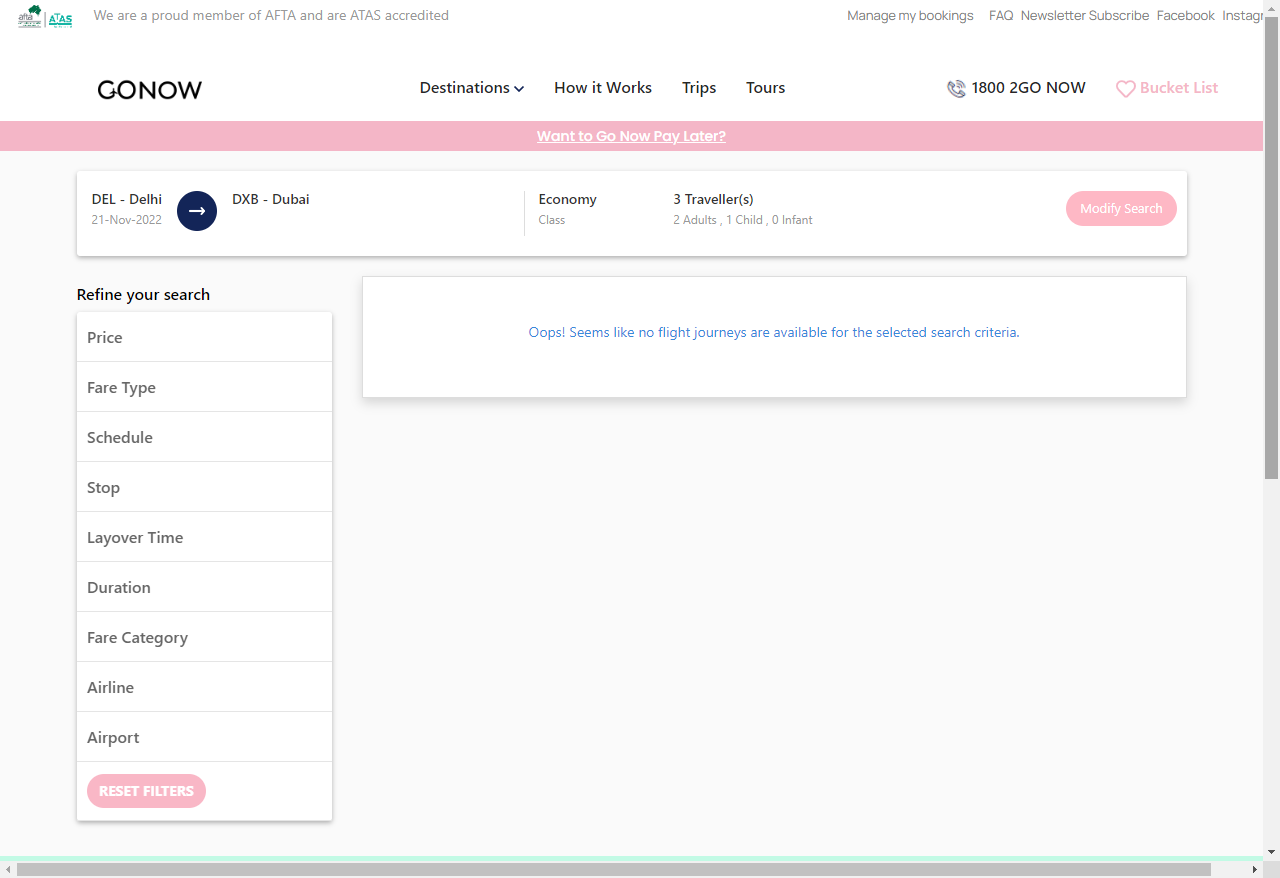 afta ATAS We are a proud member of AFTA and are ATAS accredited Manage my bookings FAQ Newsletter Subscribe Facebook Instagr
GONOW Destinations How it Works Trips Tours 1800 2GO NOW Bucket List
Want to Go Now Pay Later?
DEL - Delhi DXB - Dubai Economy 3 Traveller(s) Modify Search
21-Nov-2022 Class 2 Adults , 1 Child , 0 Infant
Refine your search
Oops! Seems like no flight journeys are available for the selected search criteria.
Price
Fare Type
Schedule
Stop
Layover Time
Duration
Fare Category
Airline
Airport
RESET FILTERS